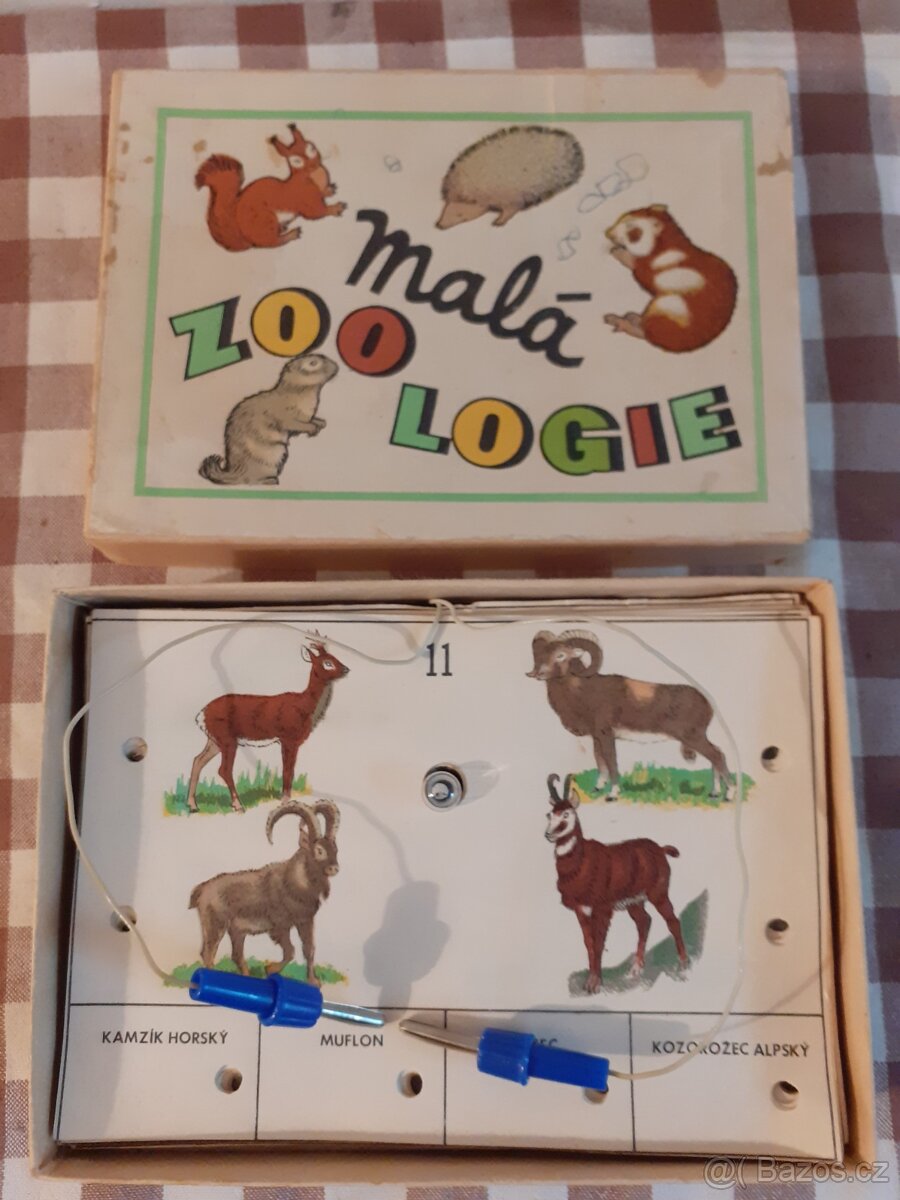 malá
ZOO
LOGIE
11
KAMZÍK HORSKÝ
MUFLON
KOZOROŽEC ALPSKÝ
@( Bazos.cz